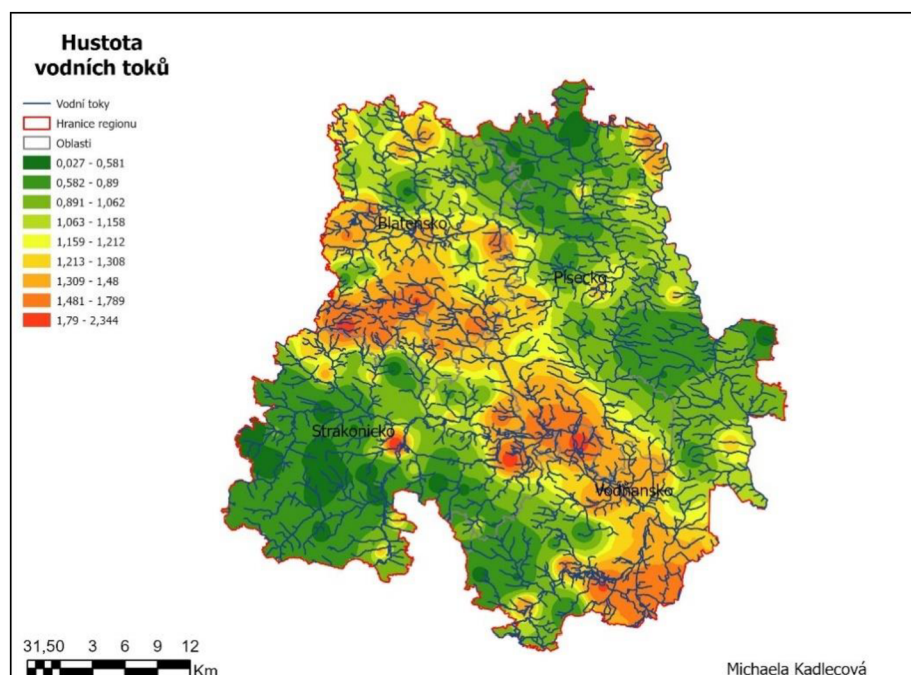 Hustota
vodních toků
Vodní toky
Hranice regionu
Oblasti
0,027 - 0,581
0,582 - 0,89
0,891 - 1,062
1,063 - 1,158
1,159 - 1,212
1,213 - 1,308
1,309 - 1,48
1,481 - 1,789
1,79 - 2,344
Blatensko
Písecko
Strakonicko
Vodňansko
31,50 3 6 9 12
Km
Michaela Kadlecová